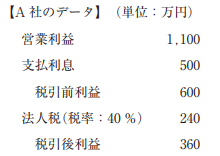 【A 社のデータ】（単位：万円）
営業利益 1,100
支払利息 500
税引前利益 600
法人税（税率：40 %） 240
税引後利益 360